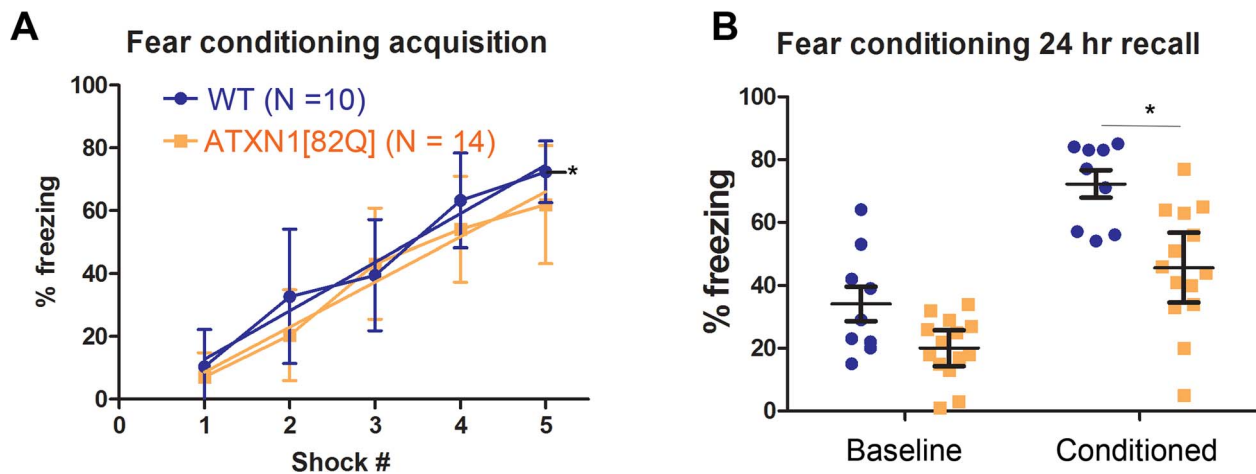 A
Fear conditioning acquisition
100
80
60
40
20
0
% freezing
WT (N =10)
ATXN1[82Q] (N = 14)
*
0 1 2 3 4 5
Shock #
B
Fear conditioning 24 hr recall
100
80
60
40
20
0
% freezing
*
Baseline Conditioned